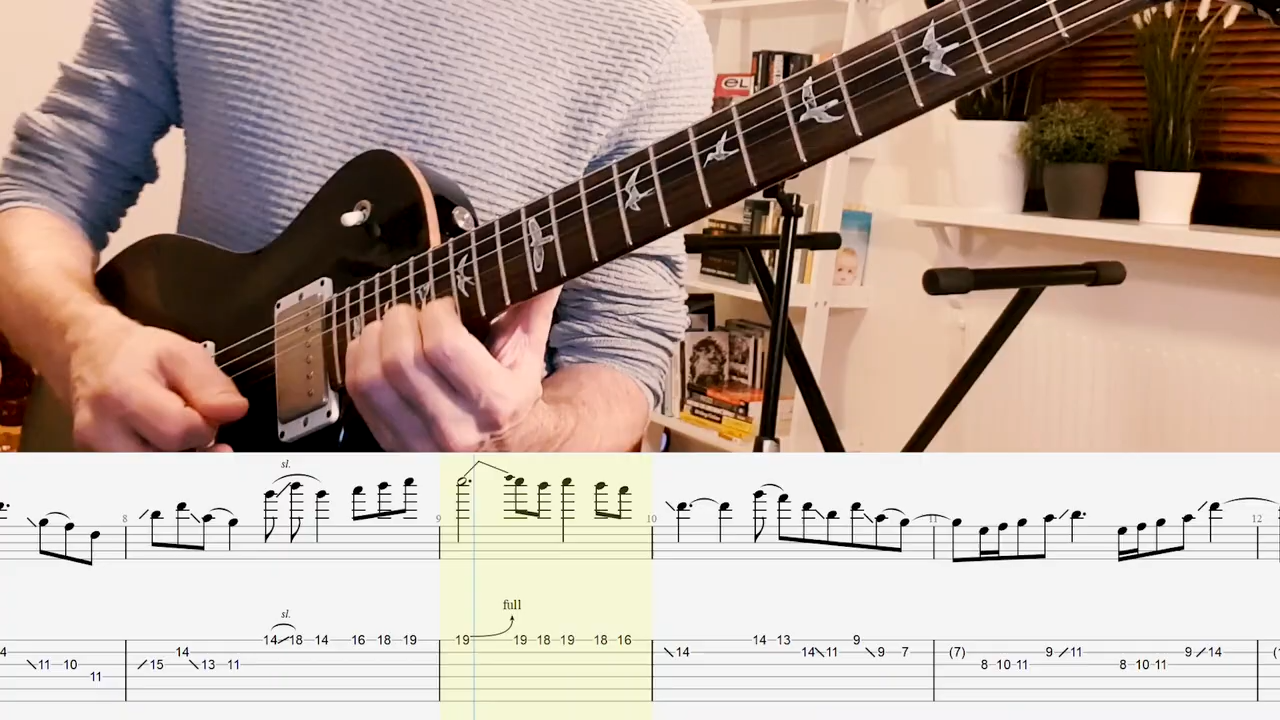 eL
sl.
8
9
10
11
12
sl.
full
14 18 14 16 18 19 19 19 18 19 18 16 14 13 9
4 14 14 14 11 9 7 (7) 9 11 9 14
11 10 15 13 11 8 10 11 8 10 11
11